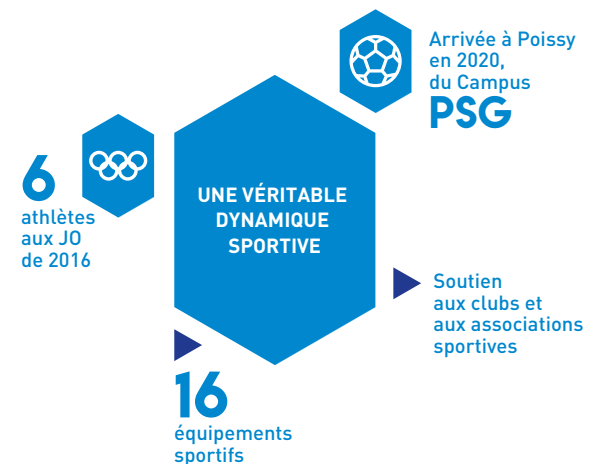 Arrivée à Poissy
en 2020,
du Campus
PSG
6
athlètes
aux JO
de 2016
UNE VÉRITABLE
DYNAMIQUE
SPORTIVE
Soutien
aux clubs et
aux associations
sportives
16
équipements
sportifs